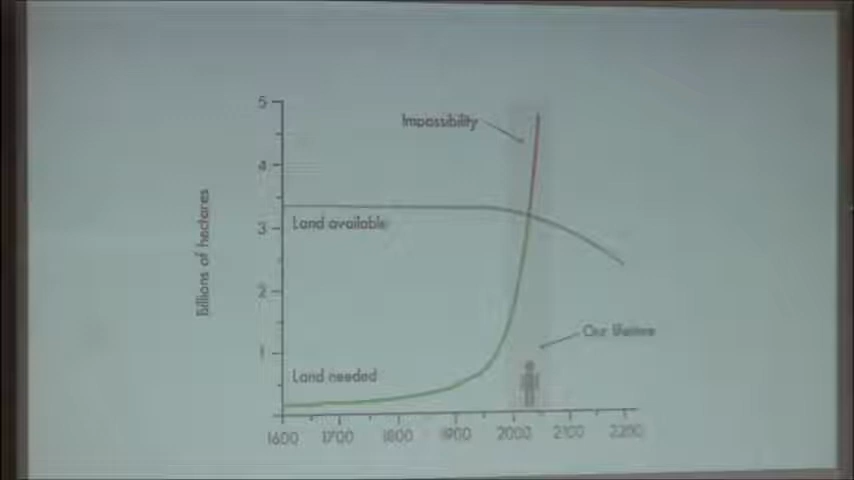 5
Impossibility
4
Land available
3
Billions of hectares
2
Our lifetime
1
Land needed
1600 1700 1800 1900 2000 2100 2200